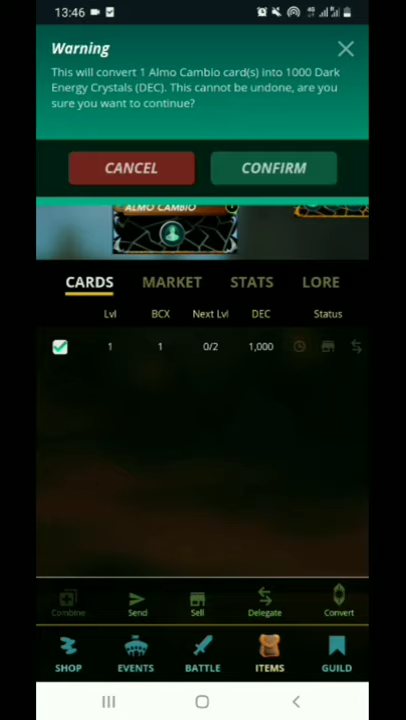 13:46
Warning
This will convert 1 Almo Cambio card(s) into 1000 Dark
Energy Crystals (DEC). This cannot be undone, are you
sure you want to continue?
CANCEL CONFIRM
ALMO CAMBIO
CARDS MARKET STATS LORE
Lvl BCX Next Lvl DEC Status
1 1 0/2 1,000
Combine Send Sell Delegate Convert
SHOP EVENTS BATTLE ITEMS GUILD